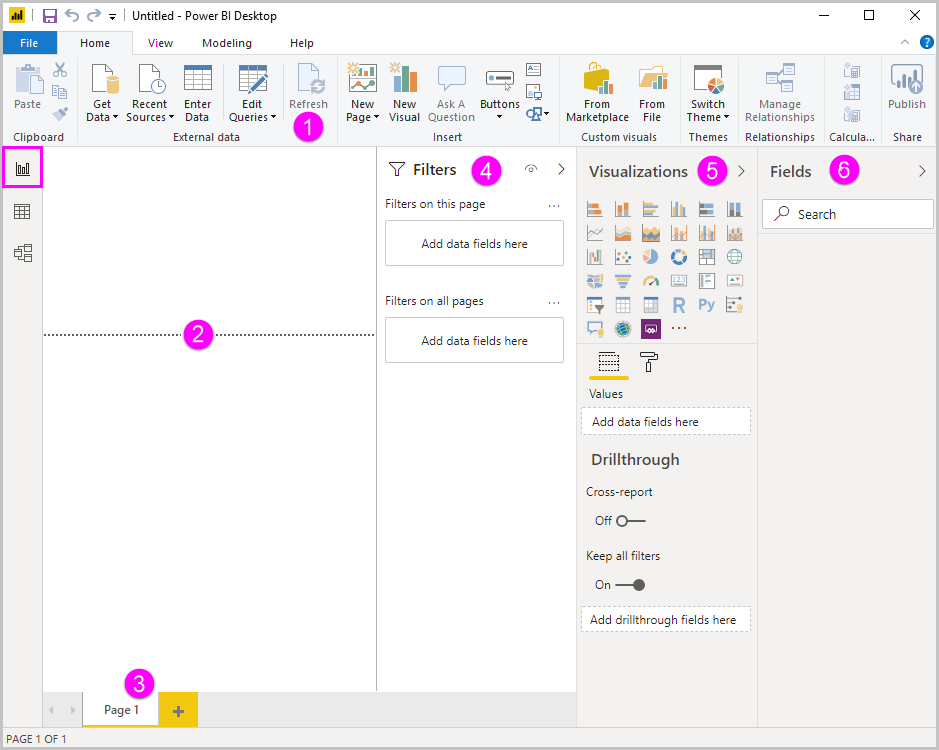 Untitled - Power BI Desktop
File Home View Modeling Help
?
Paste
Get Data
Recent Sources
Enter Data
Edit Queries
Refresh
New Page
New Visual
Ask A Question
Buttons
From Marketplace
From File
Switch Theme
Manage Relationships
Publish
1
Clipboard External data Insert Custom visuals Themes Relationships Calcula... Share
Filters 4
Visualizations 5
Fields 6
Search
Filters on this page ...
Add data fields here
Filters on all pages ...
Add data fields here
2
R Py
123
...
Values
Add data fields here
Drillthrough
Cross-report
Off
Keep all filters
On
Add drillthrough fields here
3
Page 1 +
PAGE 1 OF 1